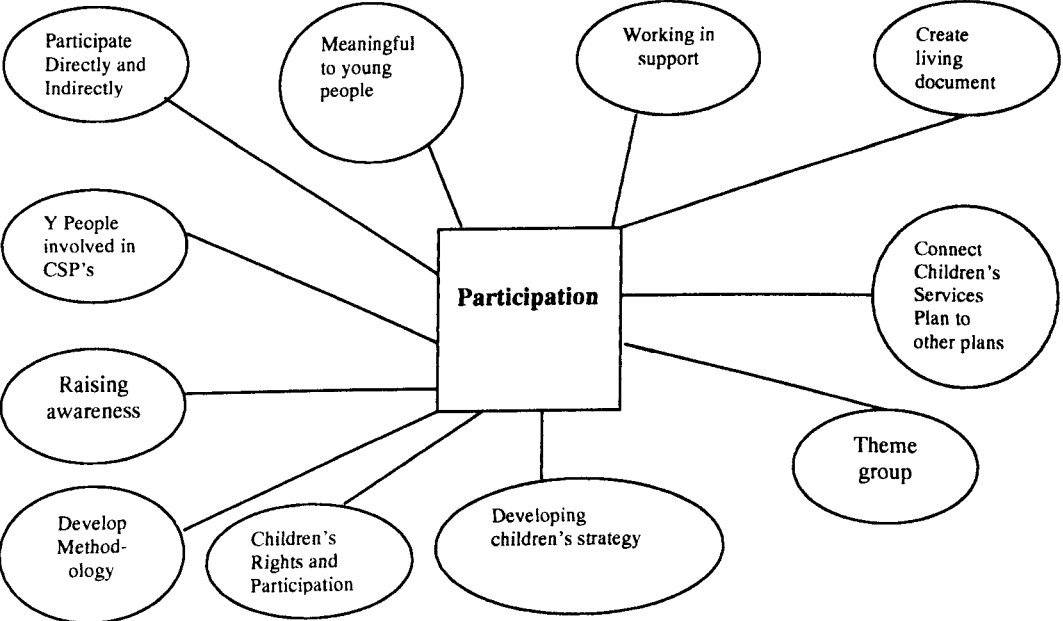 Participate
Directly and
Indirectly
Meaningful
to young
people
Working in
support
Create
living
document
Y People
involved in
CSP's
Participation
Connect
Children's
Services
Plan to
other plans
Raising
awareness
Theme
group
Develop
Method-
ology
Children's
Rights and
Participation
Developing
children's strategy